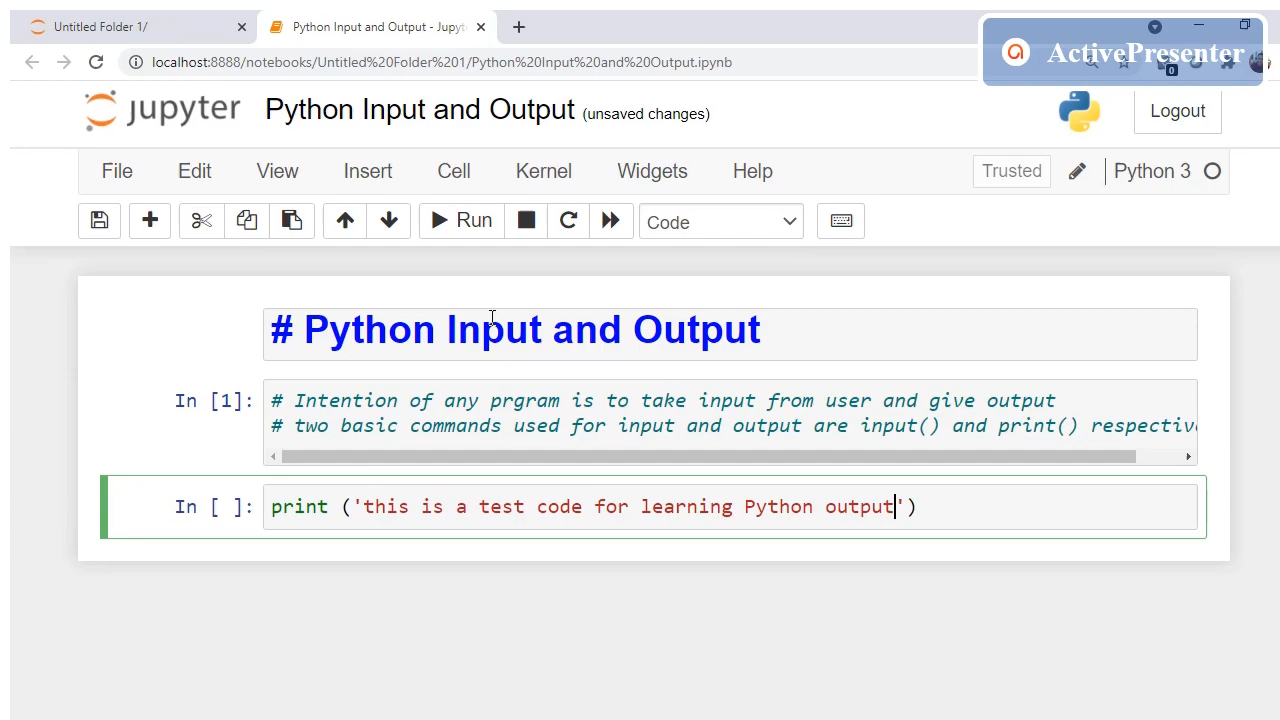 Untitled Folder 1/
Python Input and Output - Jupyt
ActivePresenter
localhost:8888/notebooks/Untitled%20Folder%201/Python%20Input%20and%20Output.ipynb
0
jupyter Python Input and Output (unsaved changes)
Logout
File Edit View Insert Cell Kernel Widgets Help
Trusted Python 3
Run Code
# Python Input and Output
In [1]: # Intention of any prgram is to take input from user and give output
# two basic commands used for input and output are input() and print() respectiv
In [ ]: print ('this is a test code for learning Python output')